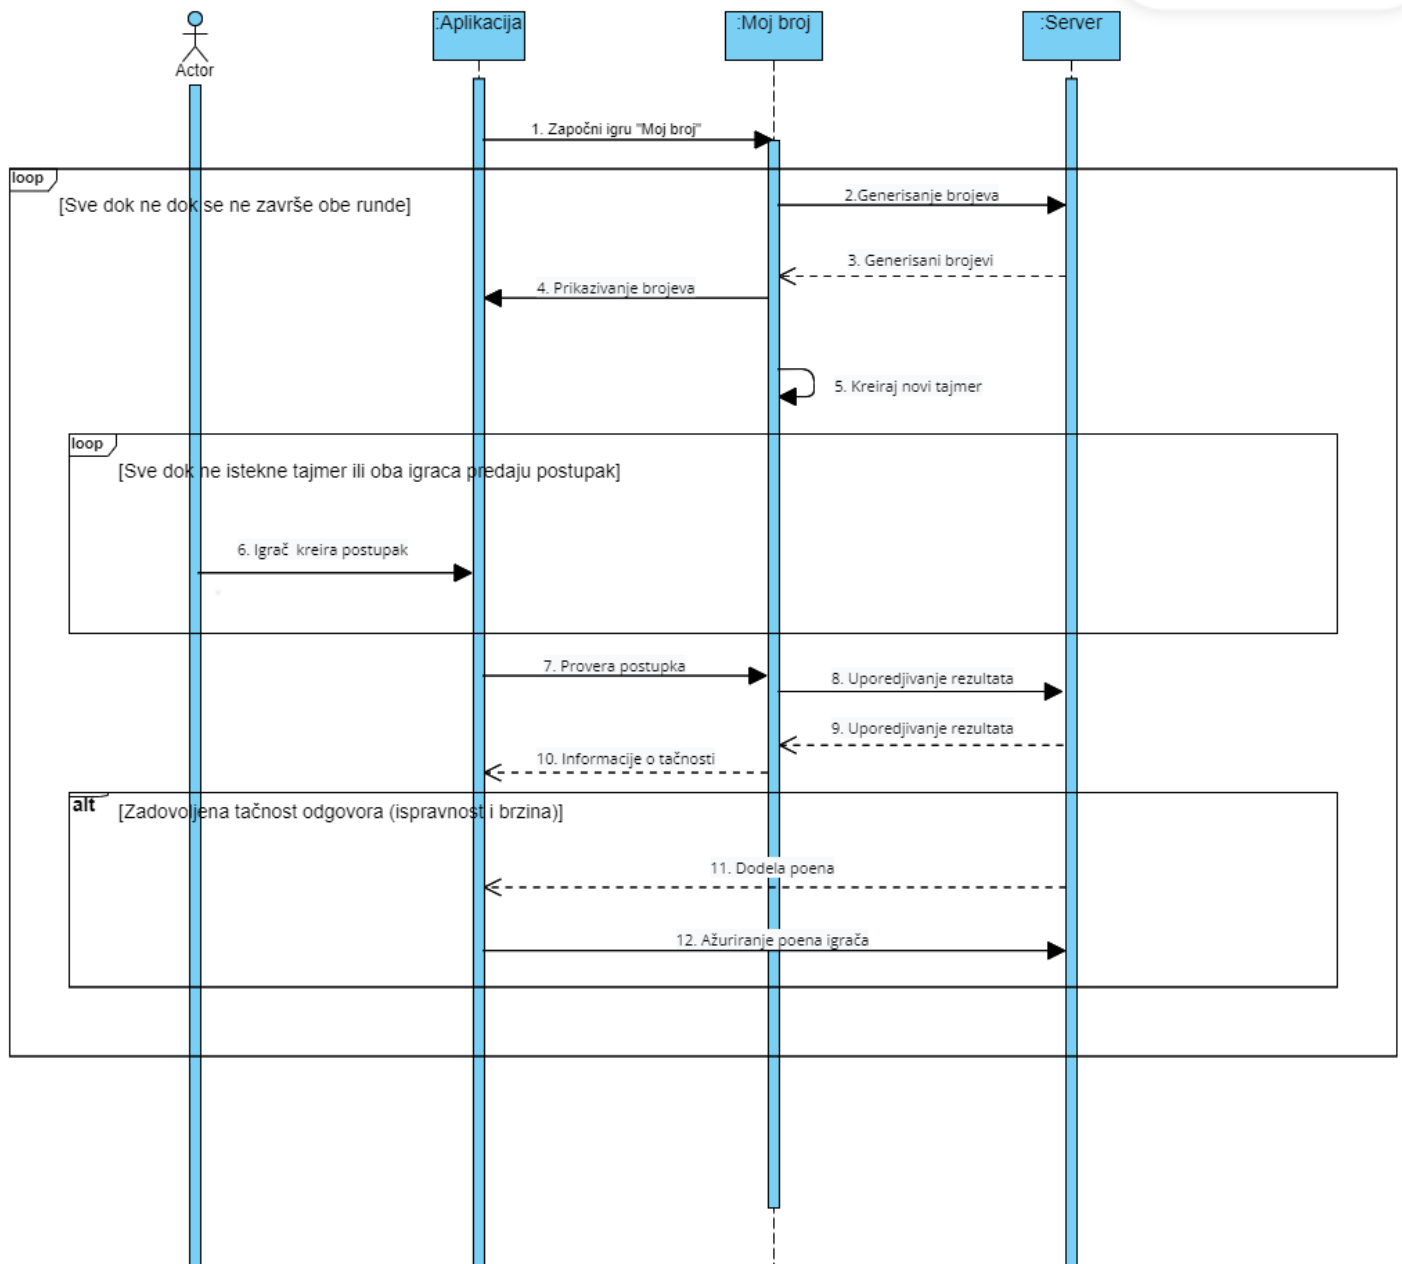 Actor
:Aplikacija
:Moj broj
:Server
1. Započni igru "Moj broj"
loop
[Sve dok ne dok se ne završe obe runde]
2.Generisanje brojeva
3. Generisani brojevi
4. Prikazivanje brojeva
5. Kreiraj novi tajmer
loop
[Sve dok ne istekne tajmer ili oba igraca predaju postupak]
6. Igrač kreira postupak
7. Provera postupka
8. Uporedjivanje rezultata
9. Uporedjivanje rezultata
10. Informacije o tačnosti
alt
[Zadovoljena tačnost odgovora (ispravnost i brzina)]
11. Dodela poena
12. Ažuriranje poena igrača